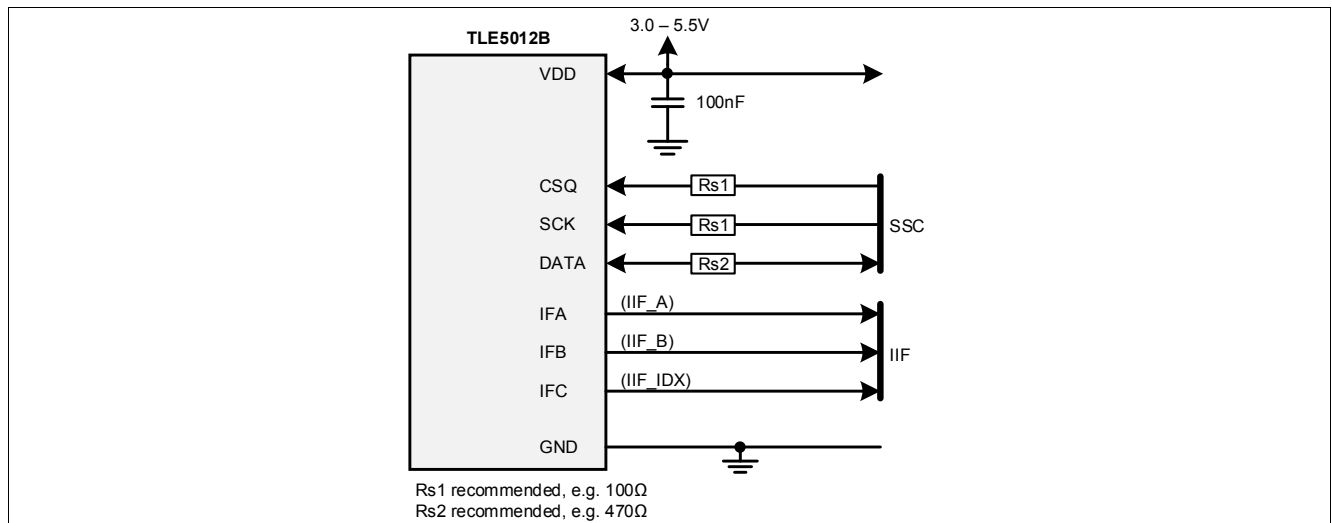 3.0 – 5.5V
TLE5012B
VDD
100nF
CSQ
Rs1
SCK
Rs1
SSC
DATA
Rs2
IFA
(IIF_A)
IFB
(IIF_B)
IIF
IFC
(IIF_IDX)
GND
Rs1 recommended, e.g. 100Ω
Rs2 recommended, e.g. 470Ω